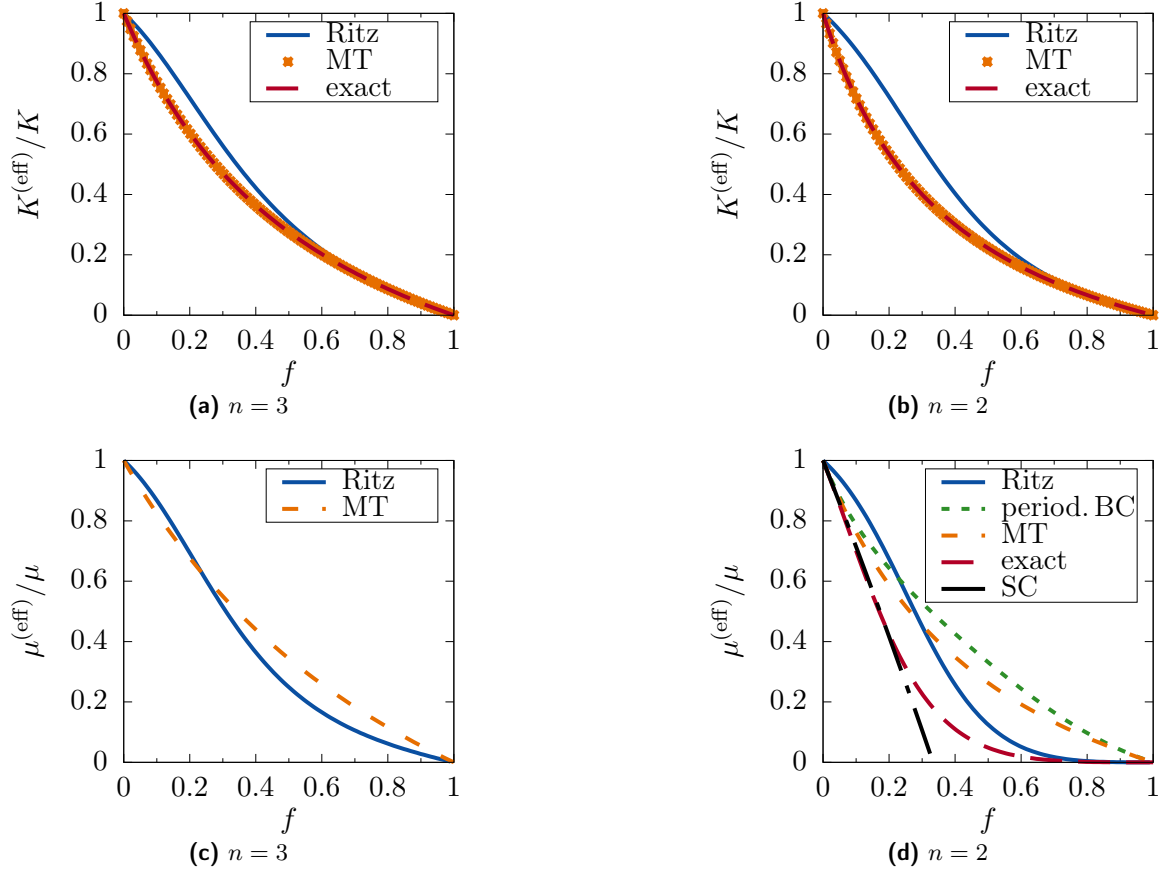 1
0.8
0.6
0.4
0.2
0
K^(eff)/K
Ritz
MT
exact
0 0.2 0.4 0.6 0.8 1
f
(a) n = 3
1
0.8
0.6
0.4
0.2
0
K^(eff)/K
Ritz
MT
exact
0 0.2 0.4 0.6 0.8 1
f
(b) n = 2
1
0.8
0.6
0.4
0.2
0
μ^(eff)/μ
Ritz
MT
0 0.2 0.4 0.6 0.8 1
f
(c) n = 3
1
0.8
0.6
0.4
0.2
0
μ^(eff)/μ
Ritz
period. BC
MT
exact
SC
0 0.2 0.4 0.6 0.8 1
f
(d) n = 2